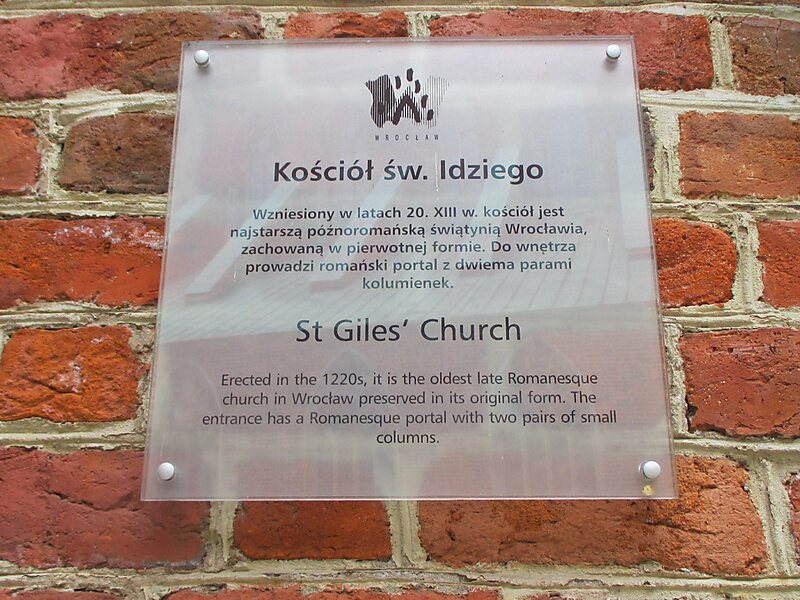 WROCŁAW
Kościół św. Idziego
Wzniesiony w latach 20. XIII w. kościół jest
najstarszą późnoromańską świątynią Wrocławia,
zachowaną w pierwotnej formie. Do wnętrza
prowadzi romański portal z dwiema parami
kolumienek.
St Giles’ Church
Erected in the 1220s, it is the oldest late Romanesque
church in Wrocław preserved in its original form. The
entrance has a Romanesque portal with two pairs of small
columns.